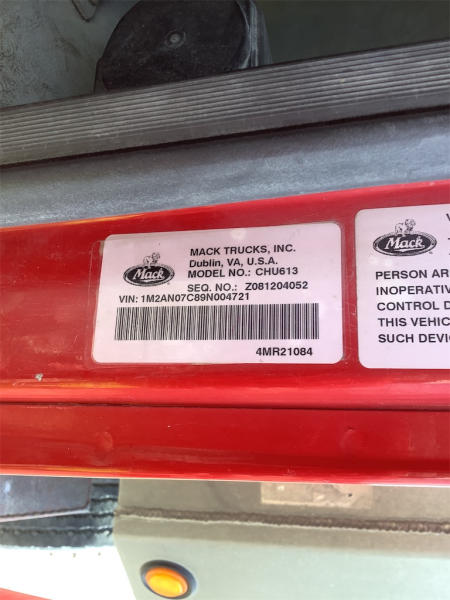 Mack
MACK TRUCKS, INC.
Dublin, VA, U.S.A.
MODEL NO.: CHU613
SEQ. NO.: Z081204052
VIN: 1M2AN07C89N004721
4MR21084
Mack
PERSON AR
INOPERATIV
CONTROL D
THIS VEHIC
SUCH DEVI